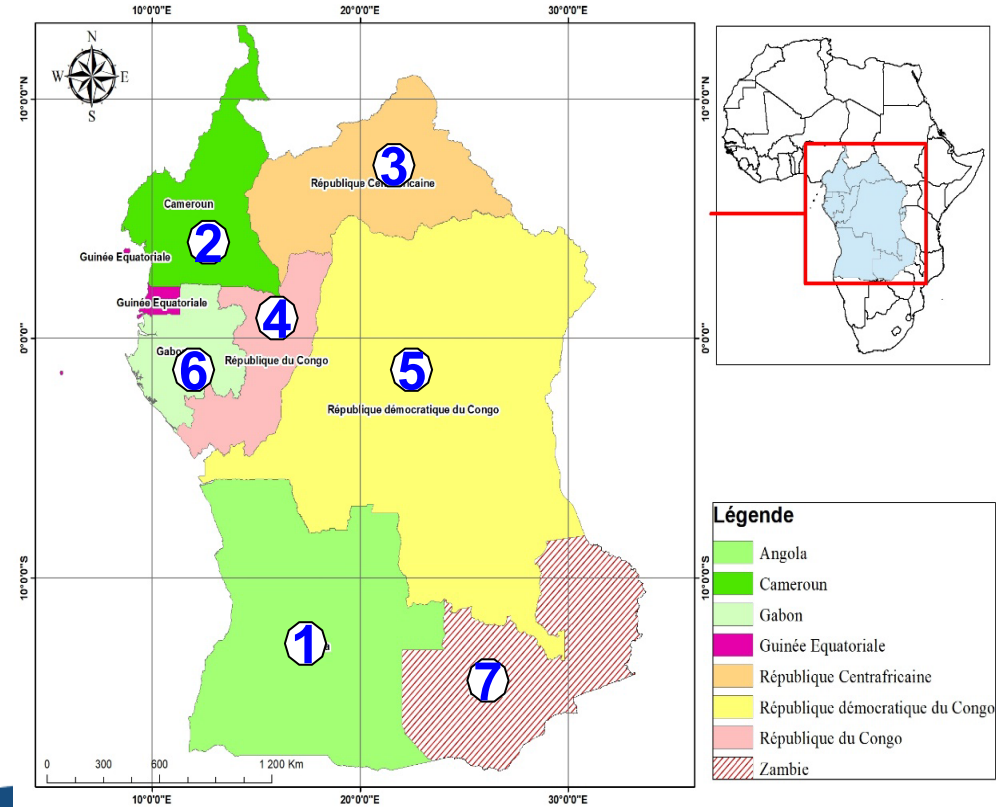 10°0'0"E 20°0'0"E 30°0'0"E
N
W E
S
10°0'0"N
10°0'0"N
3
République Cen icaine
Cameroun
2
Guinée Equatoriale
Guinée Equatoriale
4
0°0'0"
0°0'0"
Gabo
6
République du Congo
5
République démocratique du Congo
Légende
Angola
Cameroun
Gabon
Guinée Equatoriale
République Centrafricaine
République démocratique du Congo
République du Congo
Zambie
10°0'0"S
10°0'0"S
1
a
7
0 300 600 1 200 Km
10°0'0"E 20°0'0"E 30°0'0"E